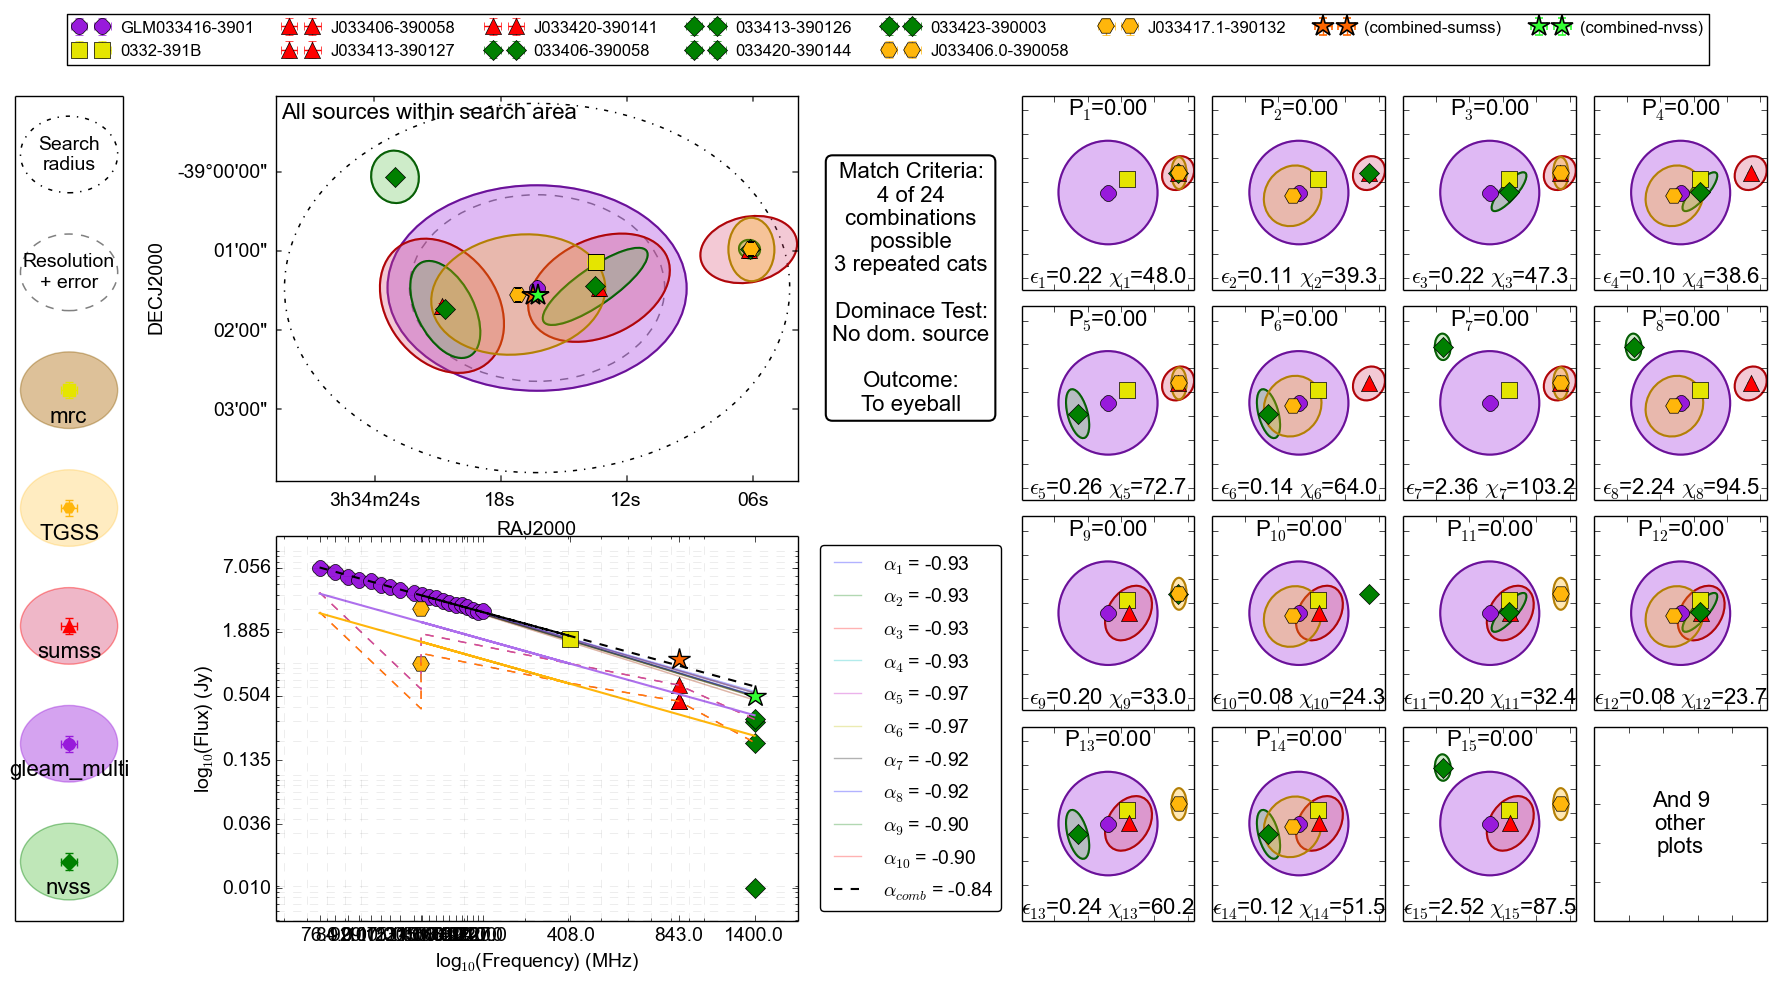 GLM033416-3901 J033406-390058 J033420-390141 033413-390126 033423-390003 J033417.1-390132 (combined-sumss) (combined-nvss)
0332-391B J033413-390127 033406-390058 033420-390144 J033406.0-390058
Search
radius
Resolution
+ error
mrc
TGSS
sumss
gleam_multi
nvss
All sources within search area
DECJ2000
-39°00'00"
01'00"
02'00"
03'00"
3h34m24s 18s 12s 06s
RAJ2000
Match Criteria:
4 of 24
combinations
possible
3 repeated cats
Dominace Test:
No dom. source
Outcome:
To eyeball
log₁₀(Flux) (Jy)
7.056
1.885
0.504
0.135
0.036
0.010
408.0 843.0 1400.0
log₁₀(Frequency) (MHz)
α₁ = -0.93
α₂ = -0.93
α₃ = -0.93
α₄ = -0.93
α₅ = -0.97
α₆ = -0.97
α₇ = -0.92
α₈ = -0.92
α₉ = -0.90
α₁₀ = -0.90
α_comb = -0.84
P₁=0.00 P₂=0.00 P₃=0.00 P₄=0.00
ϵ₁=0.22 χ₁=48.0 ϵ₂=0.11 χ₂=39.3 ϵ₃=0.22 χ₃=47.3 ϵ₄=0.10 χ₄=38.6
P₅=0.00 P₆=0.00 P₇=0.00 P₈=0.00
ϵ₅=0.26 χ₅=72.7 ϵ₆=0.14 χ₆=64.0 ϵ₇=2.36 χ₇=103.2 ϵ₈=2.24 χ₈=94.5
P₉=0.00 P₁₀=0.00 P₁₁=0.00 P₁₂=0.00
ϵ₉=0.20 χ₉=33.0 ϵ₁₀=0.08 χ₁₀=24.3 ϵ₁₁=0.20 χ₁₁=32.4 ϵ₁₂=0.08 χ₁₂=23.7
P₁₃=0.00 P₁₄=0.00 P₁₅=0.00
ϵ₁₃=0.24 χ₁₃=60.2 ϵ₁₄=0.12 χ₁₄=51.5 ϵ₁₅=2.52 χ₁₅=87.5
And 9
other
plots